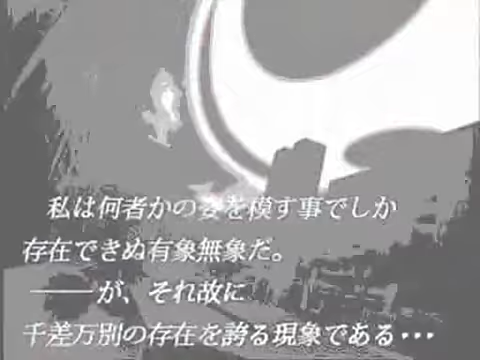 私は何者かの姿を模す事でしか
存在できぬ有象無象だ。
――が、それ故に
千差万別の存在を誇る現象である・・・